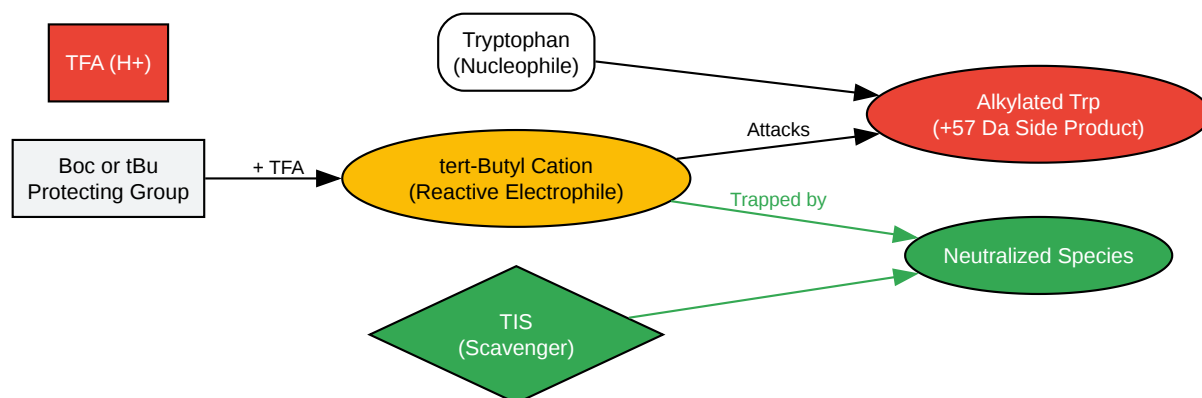 TFA (H+)
Tryptophan
(Nucleophile)
Alkylated Trp
(+57 Da Side Product)
Attacks
Boc or tBu
Protecting Group
+ TFA
tert-Butyl Cation
(Reactive Electrophile)
Trapped by
Neutralized Species
TIS
(Scavenger)